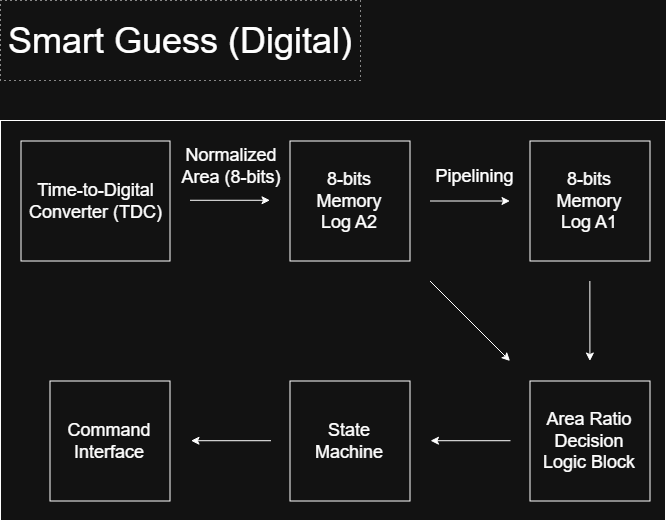 Smart Guess (Digital)
Normalized
Area (8-bits)
Time-to-Digital
Converter (TDC)
8-bits
Memory
Log A2
Pipelining
8-bits
Memory
Log A1
Command
Interface
State
Machine
Area Ratio
Decision
Logic Block